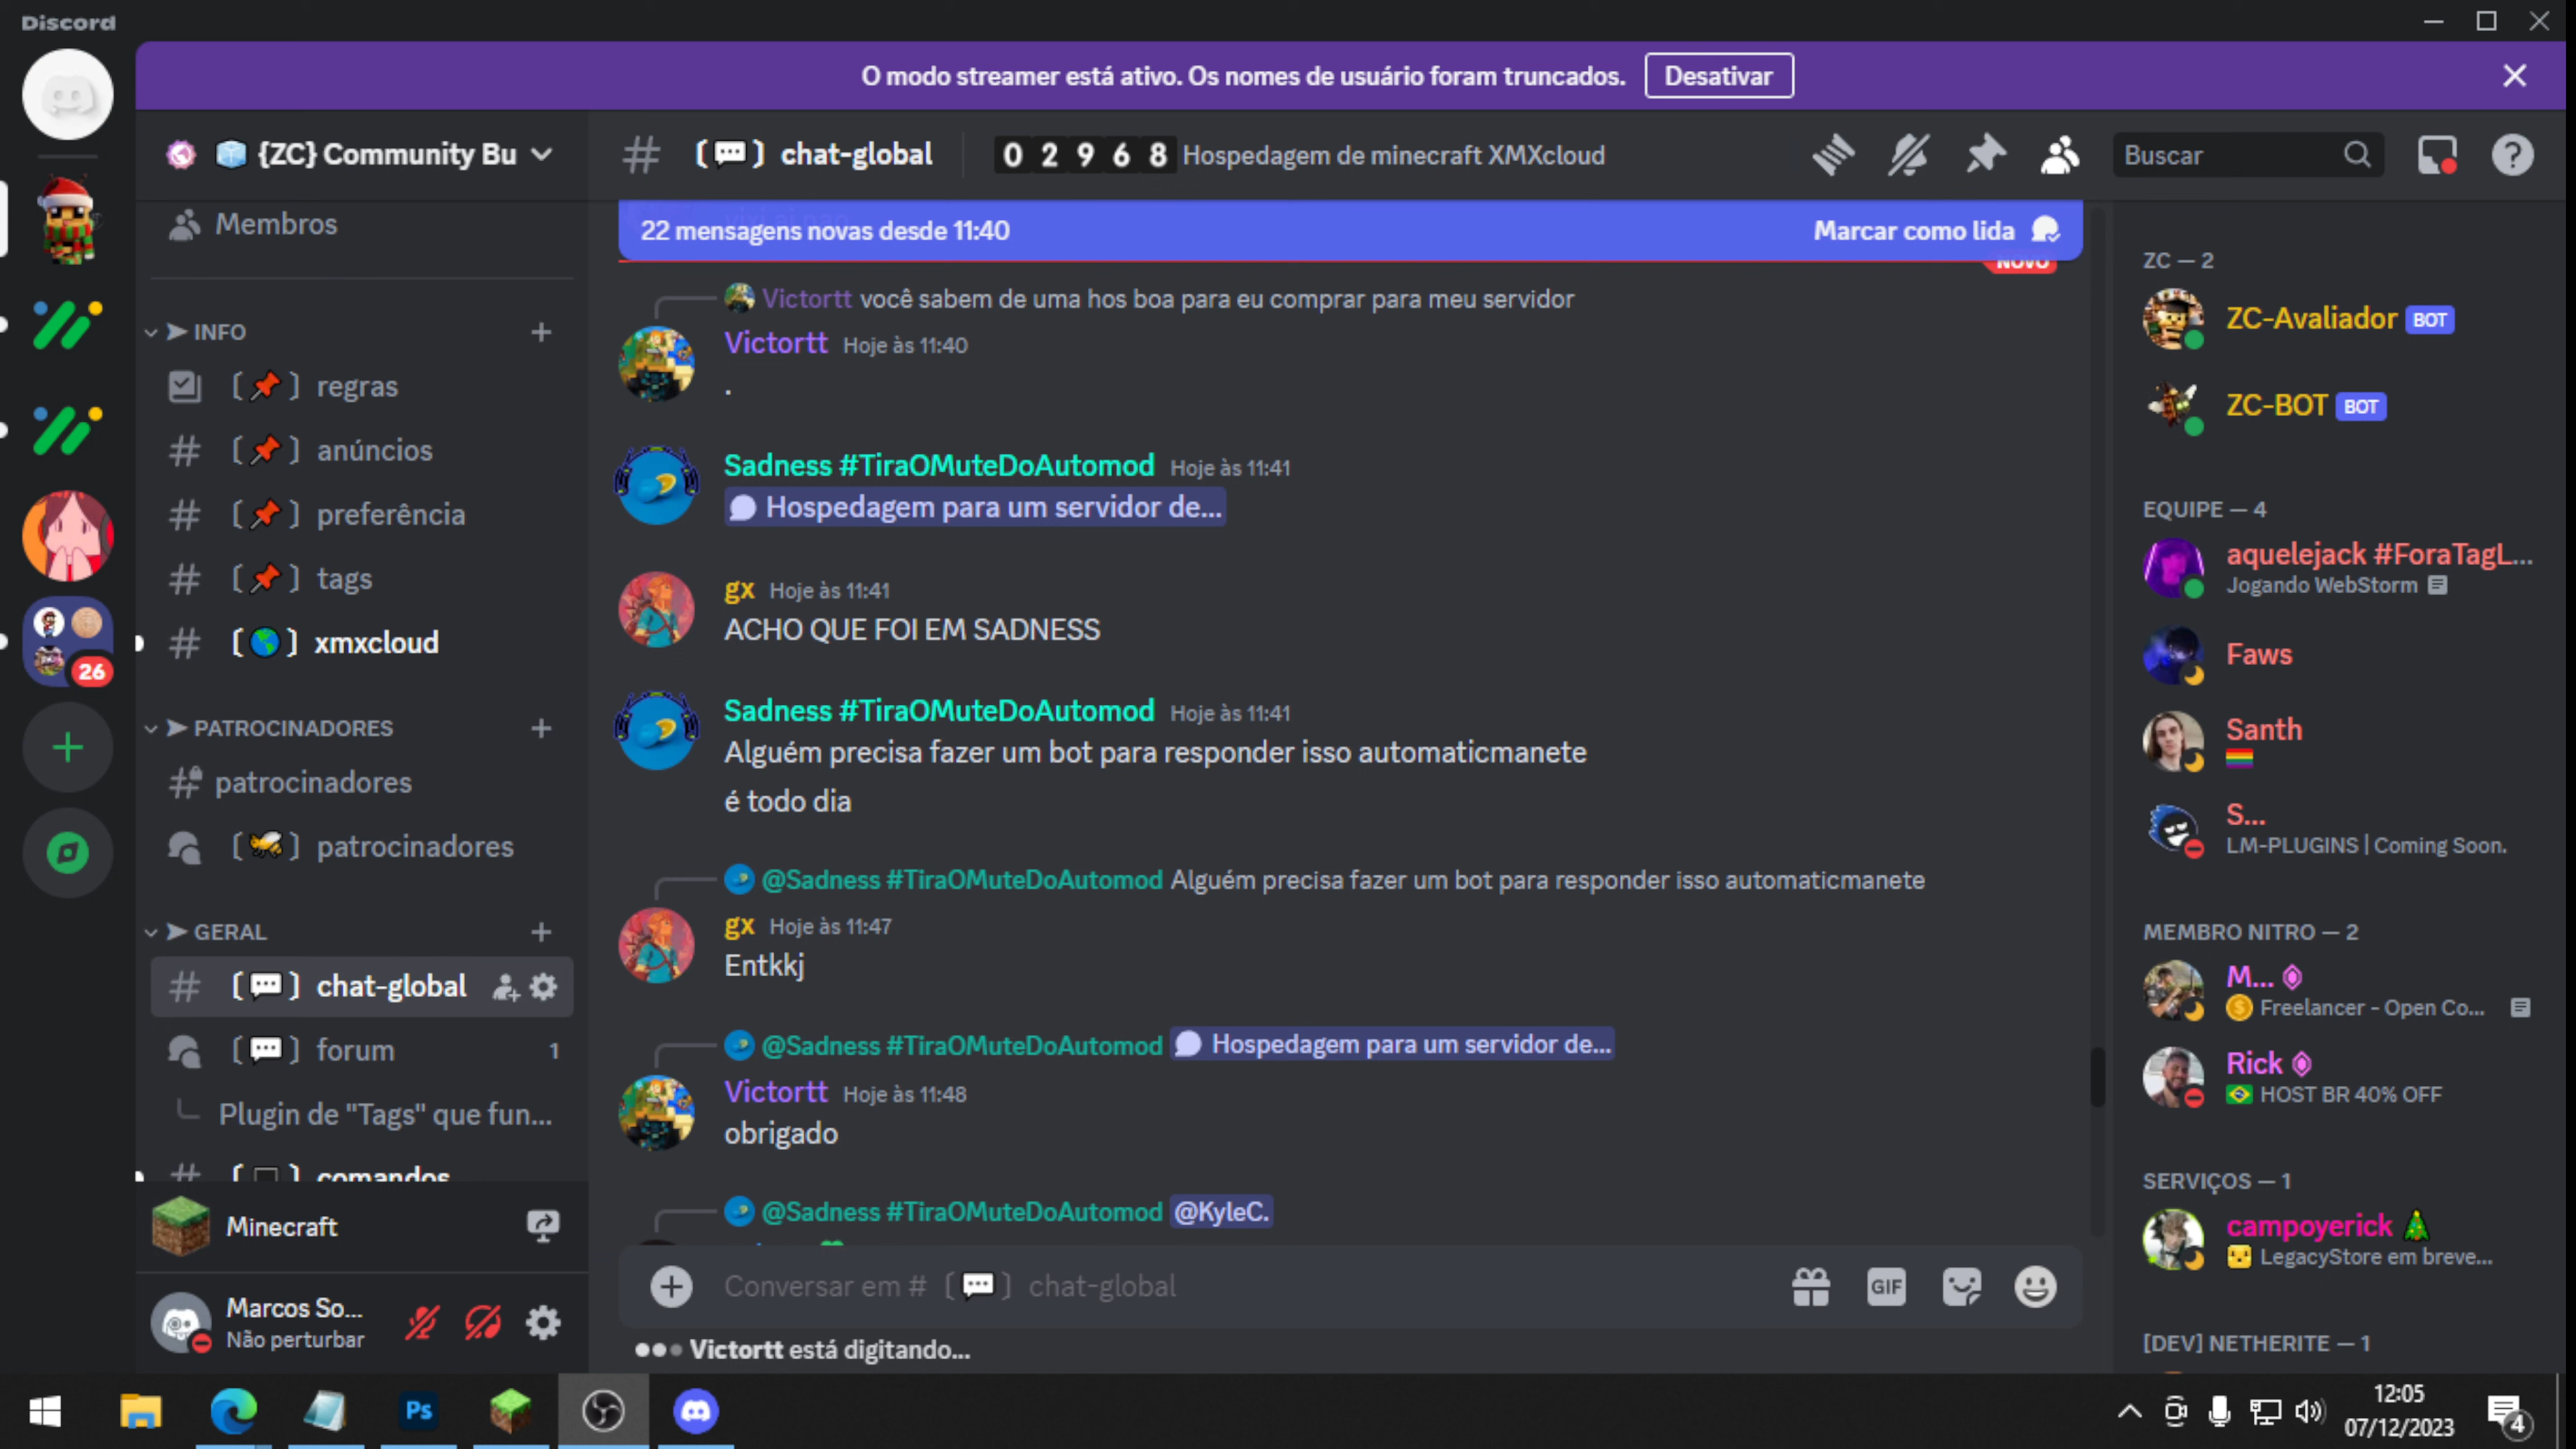 Discord
O modo streamer está ativo. Os nomes de usuário foram truncados. Desativar
{ZC} Community Bu
Membros
INFO
regras
anúncios
preferência
tags
xmxcloud
PATROCINADORES
patrocinadores
patrocinadores
GERAL
chat-global
forum 1
Plugin de "Tags" que fun...
comandos
26
Minecraft
Marcos So...
Não perturbar
chat-global 02968 Hospedagem de minecraft XMXcloud
Buscar
22 mensagens novas desde 11:40 Marcar como lida
NOVO
Victortt você sabem de uma hos boa para eu comprar para meu servidor
Victortt Hoje às 11:40
.
Sadness #TiraOMuteDoAutomod Hoje às 11:41
Hospedagem para um servidor de...
gx Hoje às 11:41
ACHO QUE FOI EM SADNESS
Sadness #TiraOMuteDoAutomod Hoje às 11:41
Alguém precisa fazer um bot para responder isso automaticmanete
é todo dia
@Sadness #TiraOMuteDoAutomod Alguém precisa fazer um bot para responder isso automaticmanete
gx Hoje às 11:47
Entkkj
@Sadness #TiraOMuteDoAutomod Hospedagem para um servidor de...
Victortt Hoje às 11:48
obrigado
@Sadness #TiraOMuteDoAutomod @KyleC.
Conversar em # chat-global
GIF
Victortt está digitando...
ZC — 2
ZC-Avaliador BOT
ZC-BOT BOT
EQUIPE — 4
aquelejack #ForaTagL...
Jogando WebStorm
Faws
Santh
S...
LM-PLUGINS | Coming Soon.
MEMBRO NITRO — 2
M...
Freelancer - Open Co...
Rick
HOST BR 40% OFF
SERVIÇOS — 1
campoyerick
LegacyStore em breve...
[DEV] NETHERITE — 1
Ps
12:05
07/12/2023
4